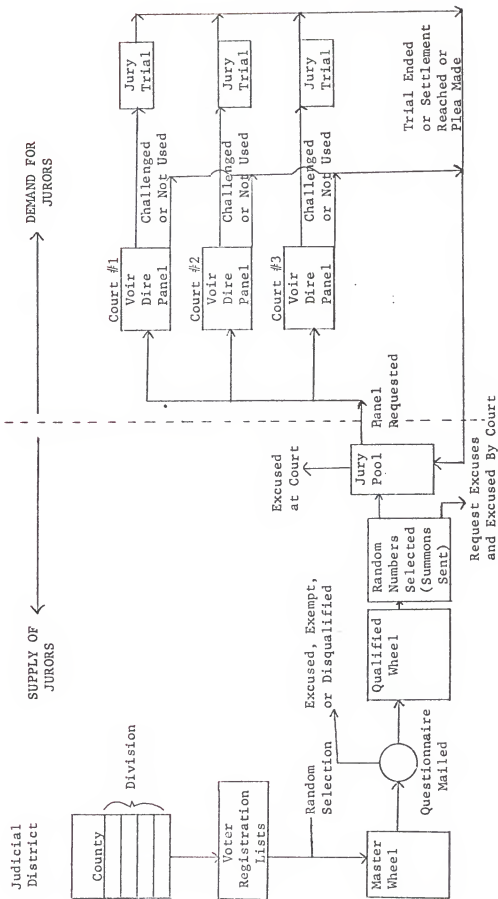 SUPPLY OF
JURORS
DEMAND FOR
JURORS
Judicial
District
County
Division
Voter
Registration
Lists
Random
Selection
Master
Wheel
Excused, Exempt,
or Disqualified
Questionnaire
Mailed
Qualified
Wheel
Random
Numbers
Selected
(Summons
Sent)
Request Excuses
and Excused By Court
Excused
at Court
Jury
Pool
Panel
Requested
Court #1
Voir
Dire
Panel
Challenged
or Not Used
Jury
Trial
Court #2
Voir
Dire
Panel
Challenged
or Not Used
Jury
Trial
Court #3
Voir
Dire
Panel
Challenged
or Not Used
Jury
Trial
Trial Ended
or Settlement
Reached or
Plea Made